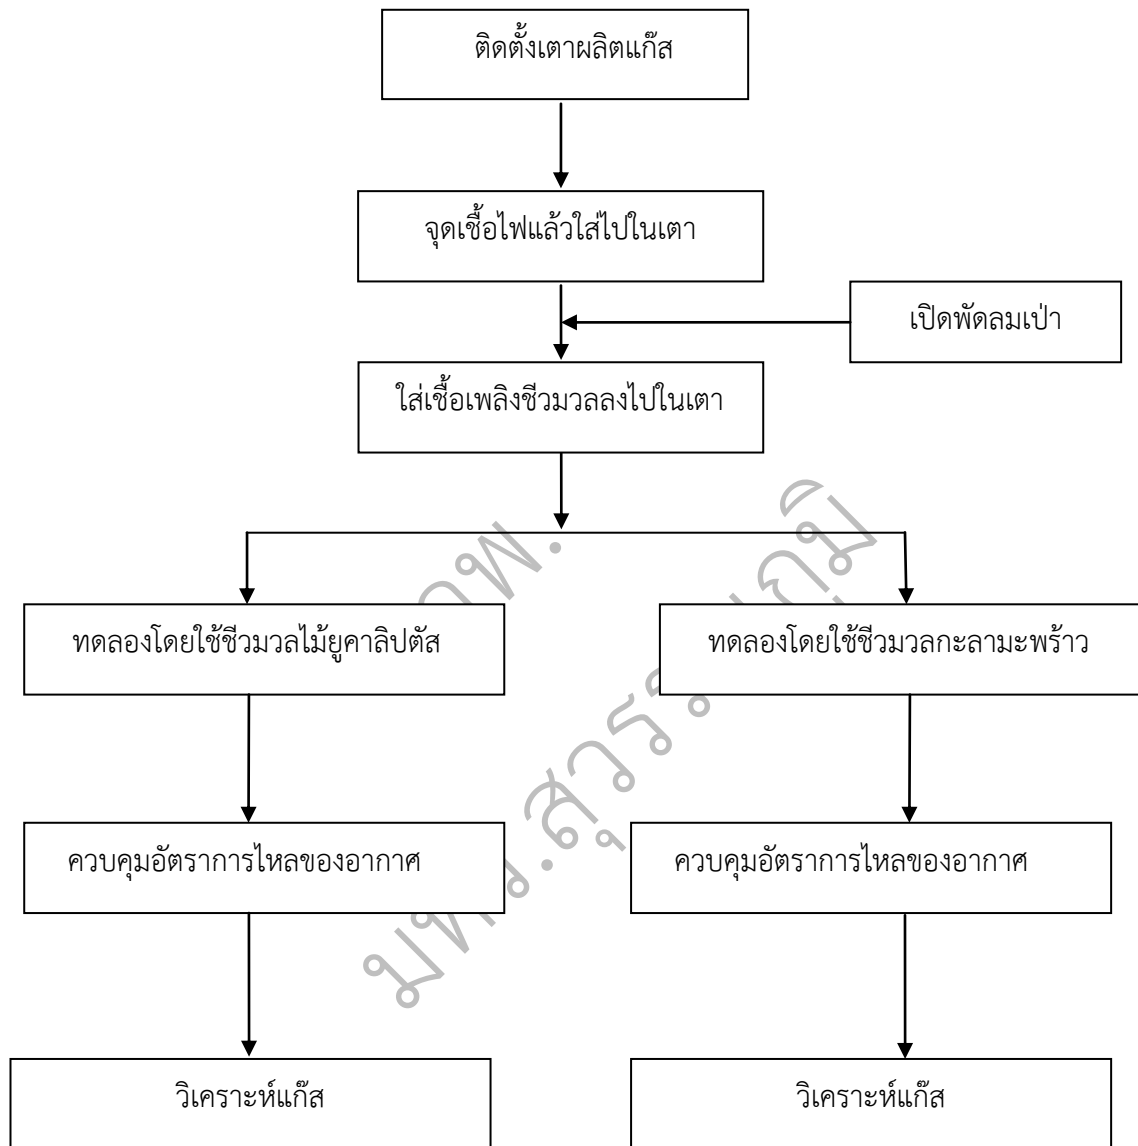 ติดตั้งเตาผลิตแก๊ส
จุดเชื้อไฟแล้วใส่ไปในเตา
เปิดพัดลมเป่า
ใส่เชื้อเพลิงชีวมวลลงไปในเตา
ทดลองโดยใช้ชีวมวลไม้ยูคาลิปตัส
ทดลองโดยใช้ชีวมวลกะลามะพร้าว
ควบคุมอัตราการไหลของอากาศ
ควบคุมอัตราการไหลของอากาศ
วิเคราะห์แก๊ส
วิเคราะห์แก๊ส